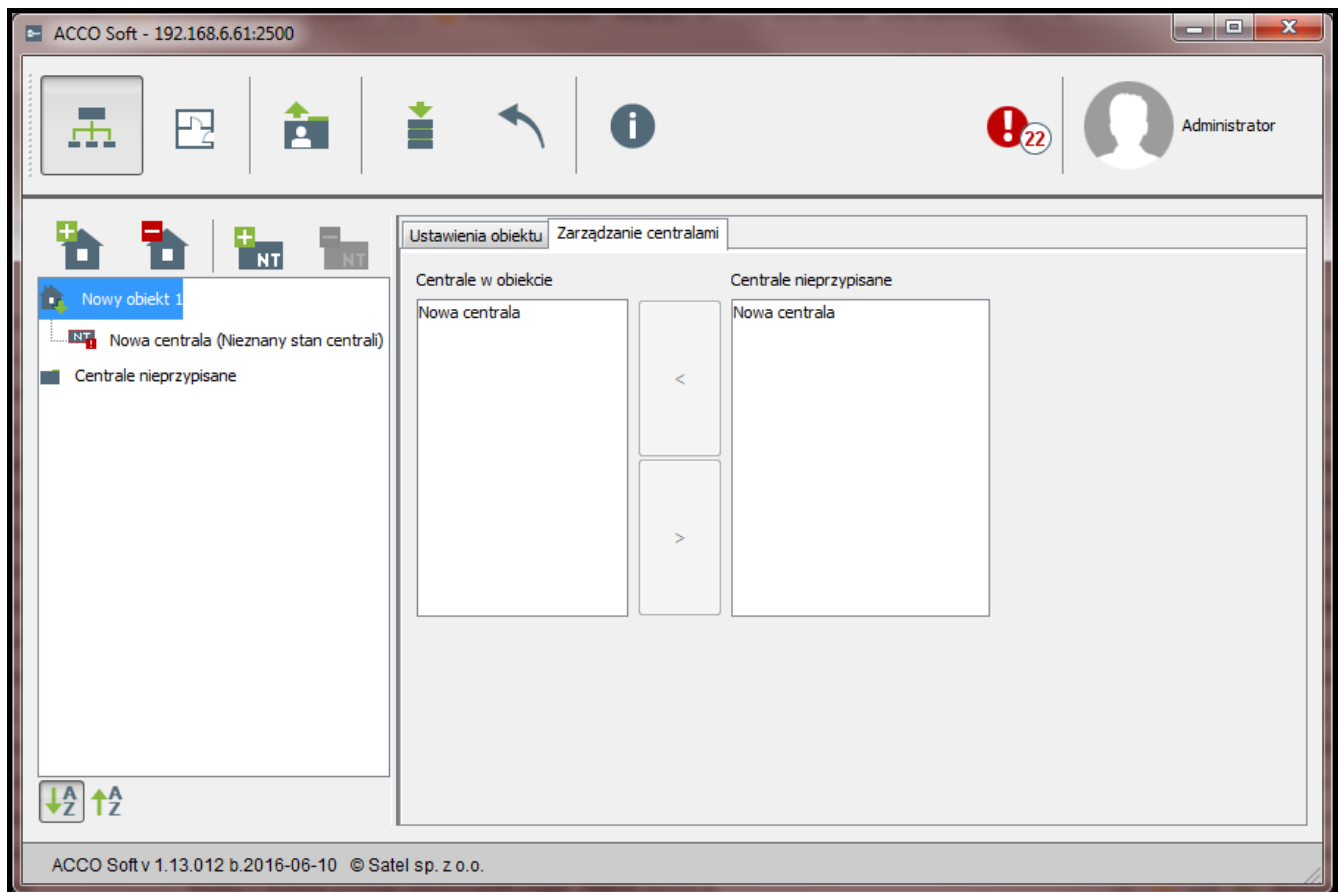 ACCO Soft - 192.168.6.61:2500
22
Administrator
NT
NT
Ustawienia obiektu
Zarządzanie centralami
Nowy obiekt 1
NT
Nowa centrala (Nieznany stan centrali)
Centrale nieprzypisane
Centrale w obiekcie
Centrale nieprzypisane
Nowa centrala
Nowa centrala
<
>
A
Z
A
Z
ACCO Soft v 1.13.012 b.2016-06-10 © Satel sp. z o.o.